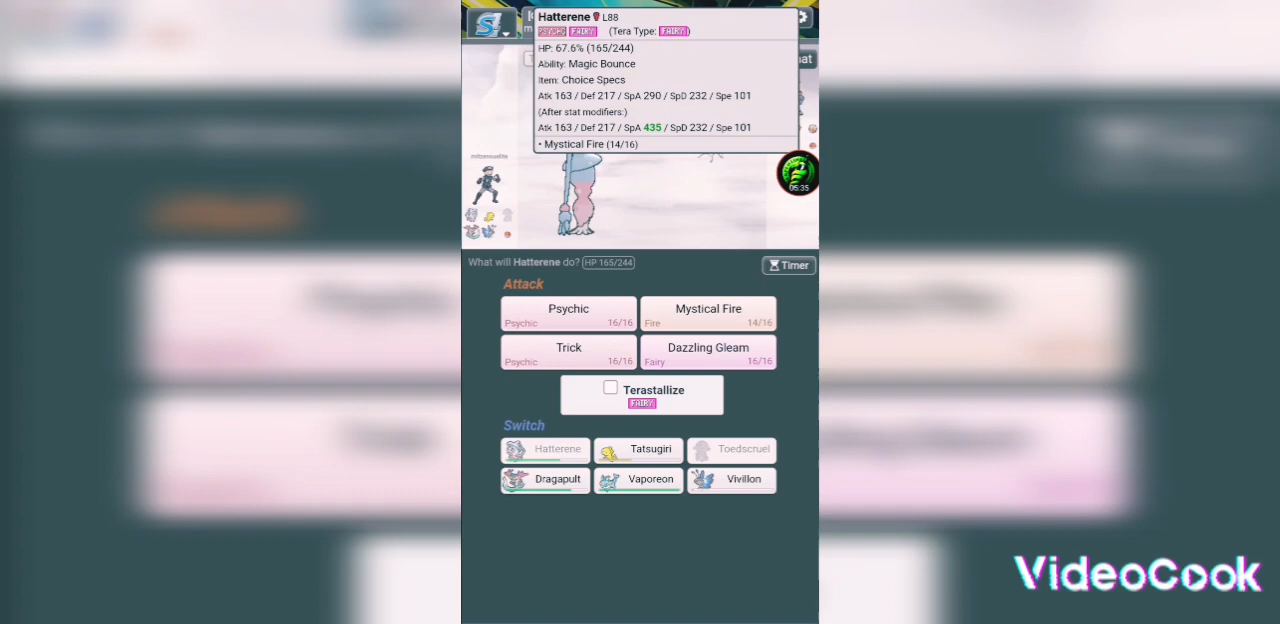 Hatterene L88
PSYCHC FAIRY (Tera Type: FAIRY)
HP: 67.6% (165/244)
Ability: Magic Bounce
Item: Choice Specs
Atk 163 / Def 217 / SpA 290 / SpD 232 / Spe 101
(After stat modifiers:)
Atk 163 / Def 217 / SpA 435 / SpD 232 / Spe 101
• Mystical Fire (14/16)
05:35
What will Hatterene do? HP 165/244
Timer
Attack
Psychic
Psychic 16/16
Mystical Fire
Fire 14/16
Trick
Psychic 16/16
Dazzling Gleam
Fairy 16/16
Terastallize
FAIRY
Switch
Hatterene
Tatsugiri
Toedscruel
Dragapult
Vaporeon
Vivillon
VideoCook